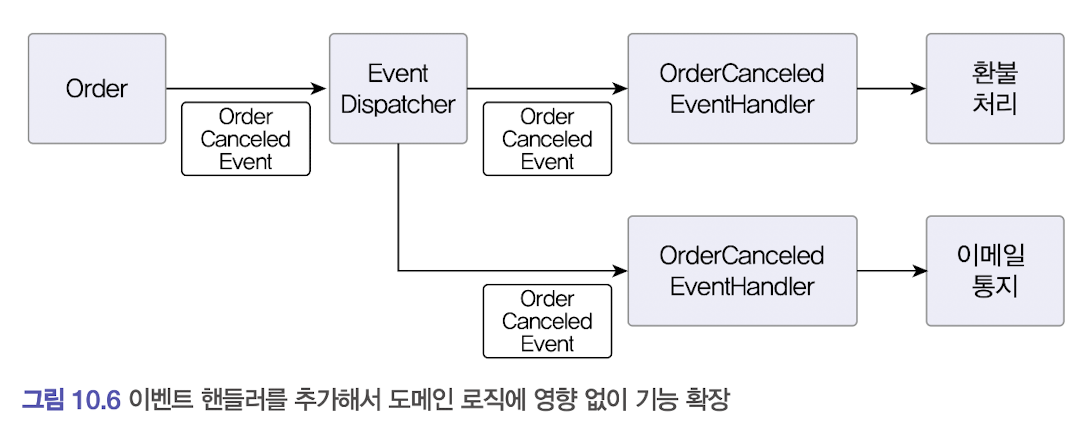 Order
Order
Canceled
Event
Event
Dispatcher
Order
Canceled
Event
OrderCanceled
EventHandler
환불
처리
Order
Canceled
Event
OrderCanceled
EventHandler
이메일
통지
그림 10.6 이벤트 핸들러를 추가해서 도메인 로직에 영향 없이 기능 확장